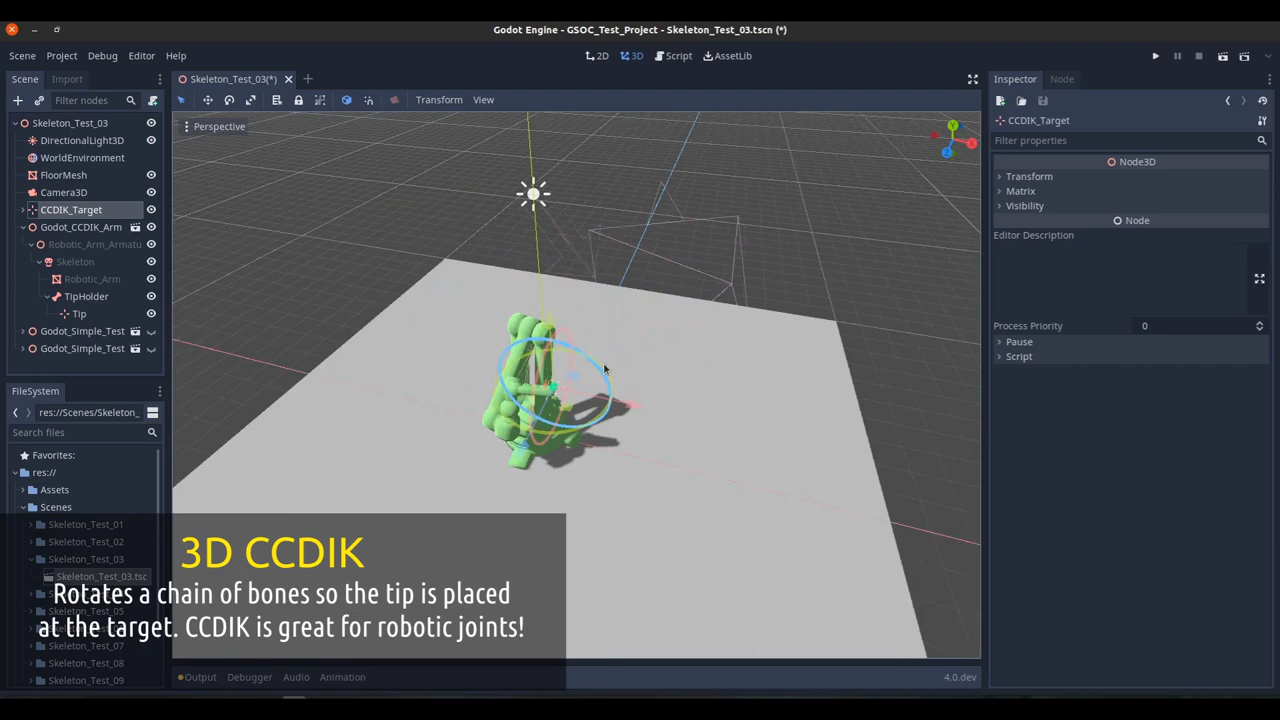 Godot Engine - GSOC_Test_Project - Skeleton_Test_03.tscn (*)
Scene Project Debug Editor Help
2D 3D Script AssetLib
Scene Import
Skeleton_Test_03(*)
Inspector Node
Filter nodes
Transform View
Perspective
Skeleton_Test_03
DirectionalLight3D
WorldEnvironment
FloorMesh
Camera3D
CCDIK_Target
Godot_CCDIK_Arm
Robotic_Arm_Armatu
Skeleton
Robotic_Arm
TipHolder
Tip
Godot_Simple_Test
Godot_Simple_Test
FileSystem
res://Scenes/Skeleton_
Search files
Favorites:
res://
Assets
Scenes
Skeleton_Test_01
Skeleton_Test_02
Skeleton_Test_03
Skeleton_Test_03.tsc
Skeleton_Test_07
Skeleton_Test_08
Skeleton_Test_09
3D CCDIK
Rotates a chain of bones so the tip is placed
at the target. CCDIK is great for robotic joints!
Output Debugger Audio Animation
4.0.dev
CCDIK_Target
Filter properties
Node3D
Transform
Matrix
Visibility
Node
Editor Description
Process Priority 0
Pause
Script
Y
X
Z